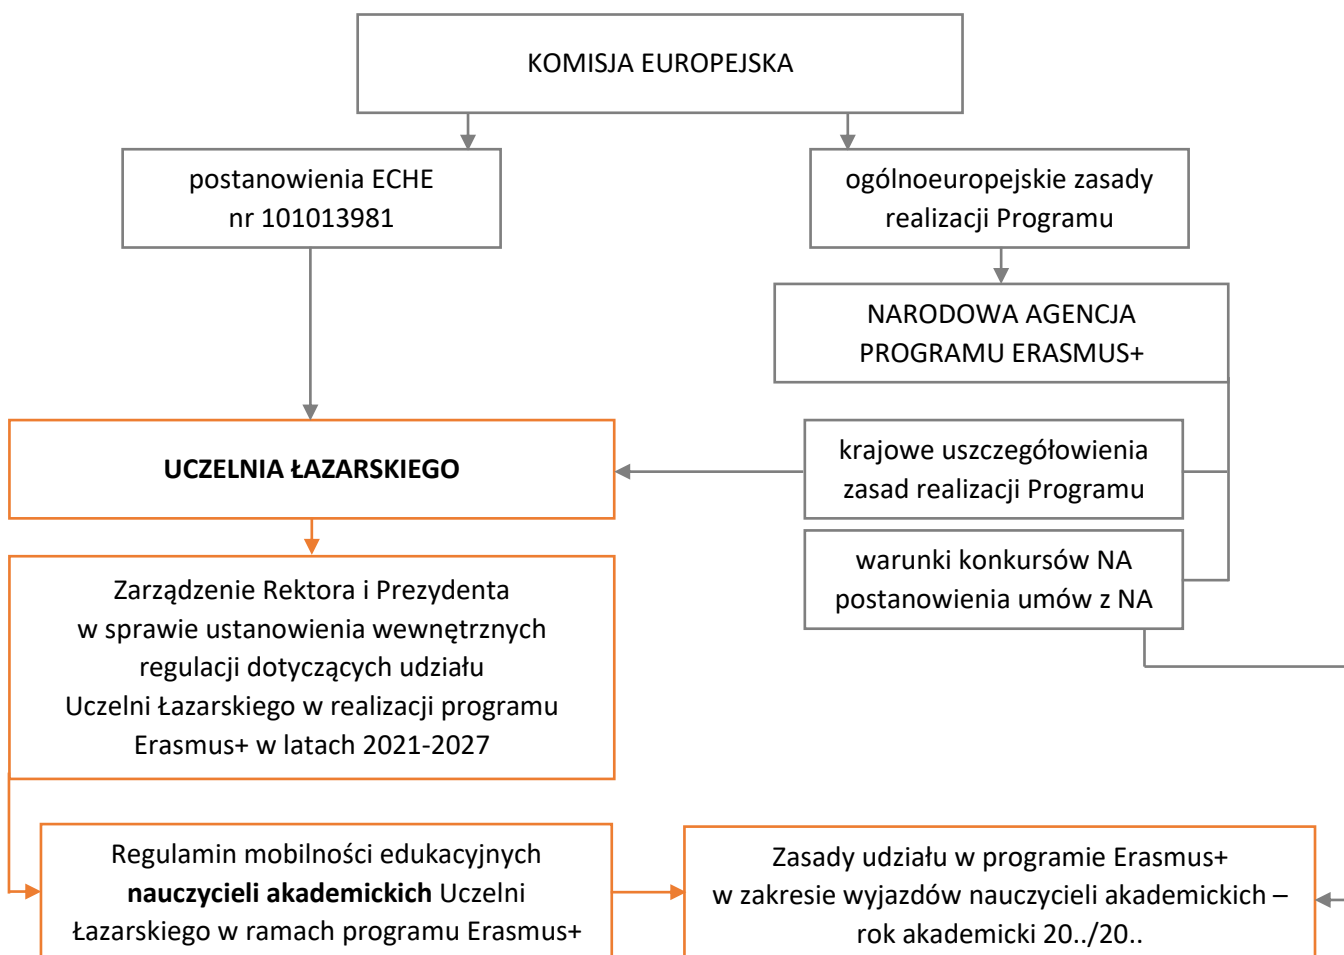 KOMISJA EUROPEJSKA
postanowienia ECHE
nr 101013981
ogólnoeuropejskie zasady
realizacji Programu
NARODOWA AGENCJA
PROGRAMU ERASMUS+
UCZELNIA ŁAZARSKIEGO
krajowe uszczegółowienia
zasad realizacji Programu
warunki konkursów NA
postanowienia umów z NA
Zarządzenie Rektora i Prezydenta
w sprawie ustanowienia wewnętrznych
regulacji dotyczących udziału
Uczelni Łazarskiego w realizacji programu
Erasmus+ w latach 2021-2027
Regulamin mobilności edukacyjnych
nauczycieli akademickich Uczelni
Łazarskiego w ramach programu Erasmus+
Zasady udziału w programie Erasmus+
w zakresie wyjazdów nauczycieli akademickich –
rok akademicki 20../20..